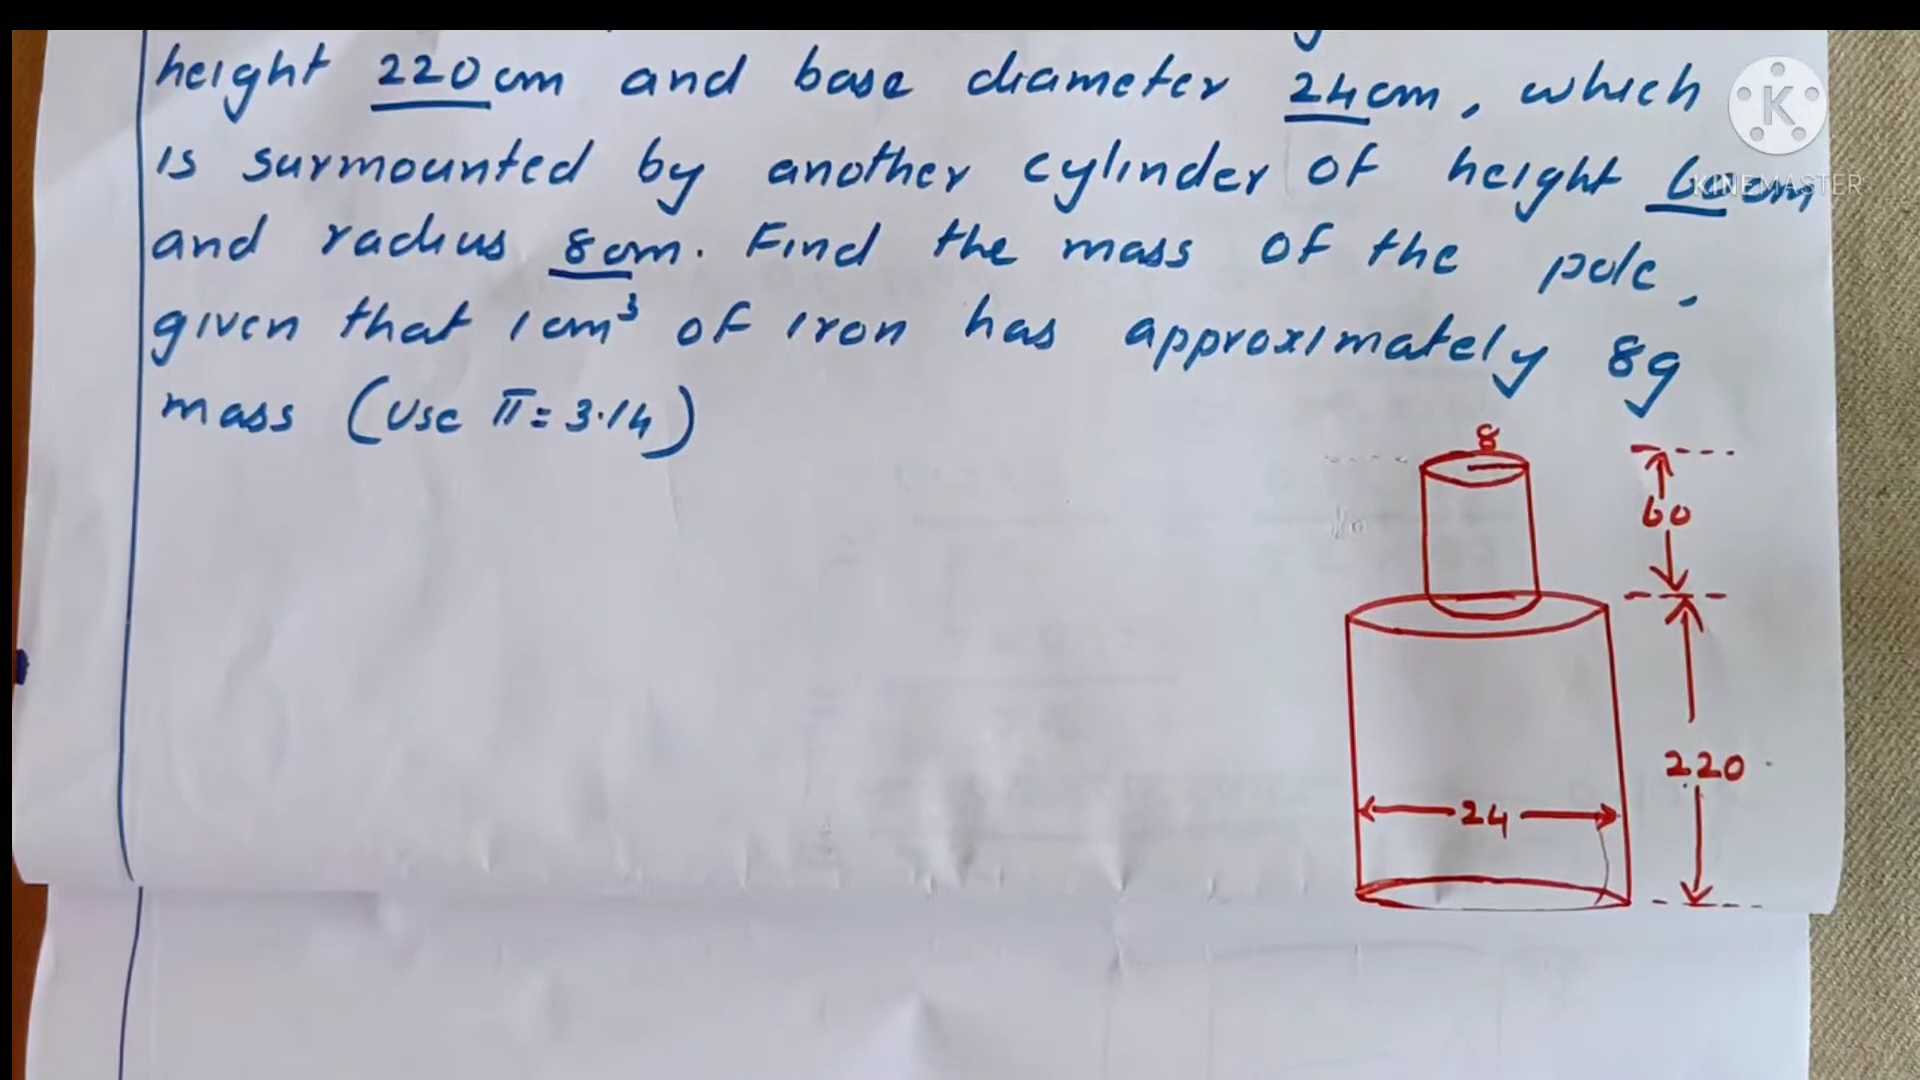 height 220cm and base diameter 24cm, which
is surmounted by another cylinder of height 60cm
and radius 8cm. Find the mass of the pole,
given that 1cm³ of iron has approximately 8g
mass (Use π = 3.14)
8
60
220
24
K
KINEMASTER